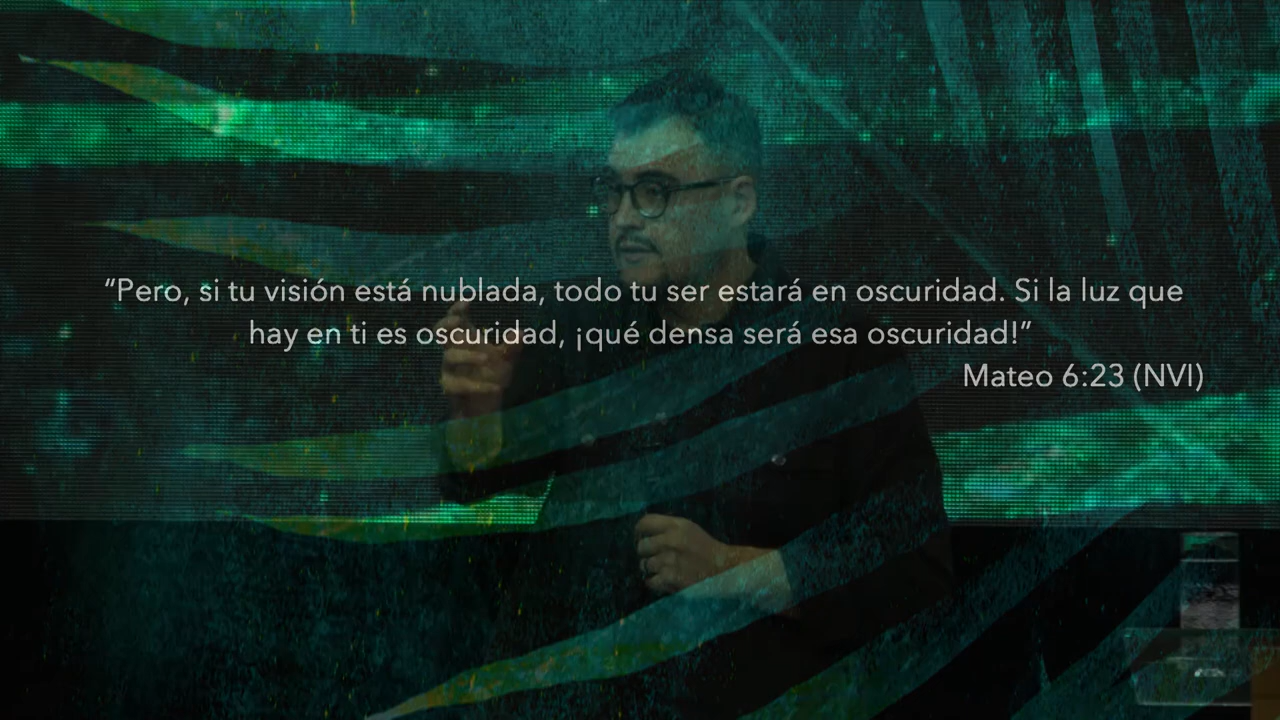 “Pero, si tu visión está nublada, todo tu ser estará en oscuridad. Si la luz que
hay en ti es oscuridad, ¡qué densa será esa oscuridad!”
Mateo 6:23 (NVI)